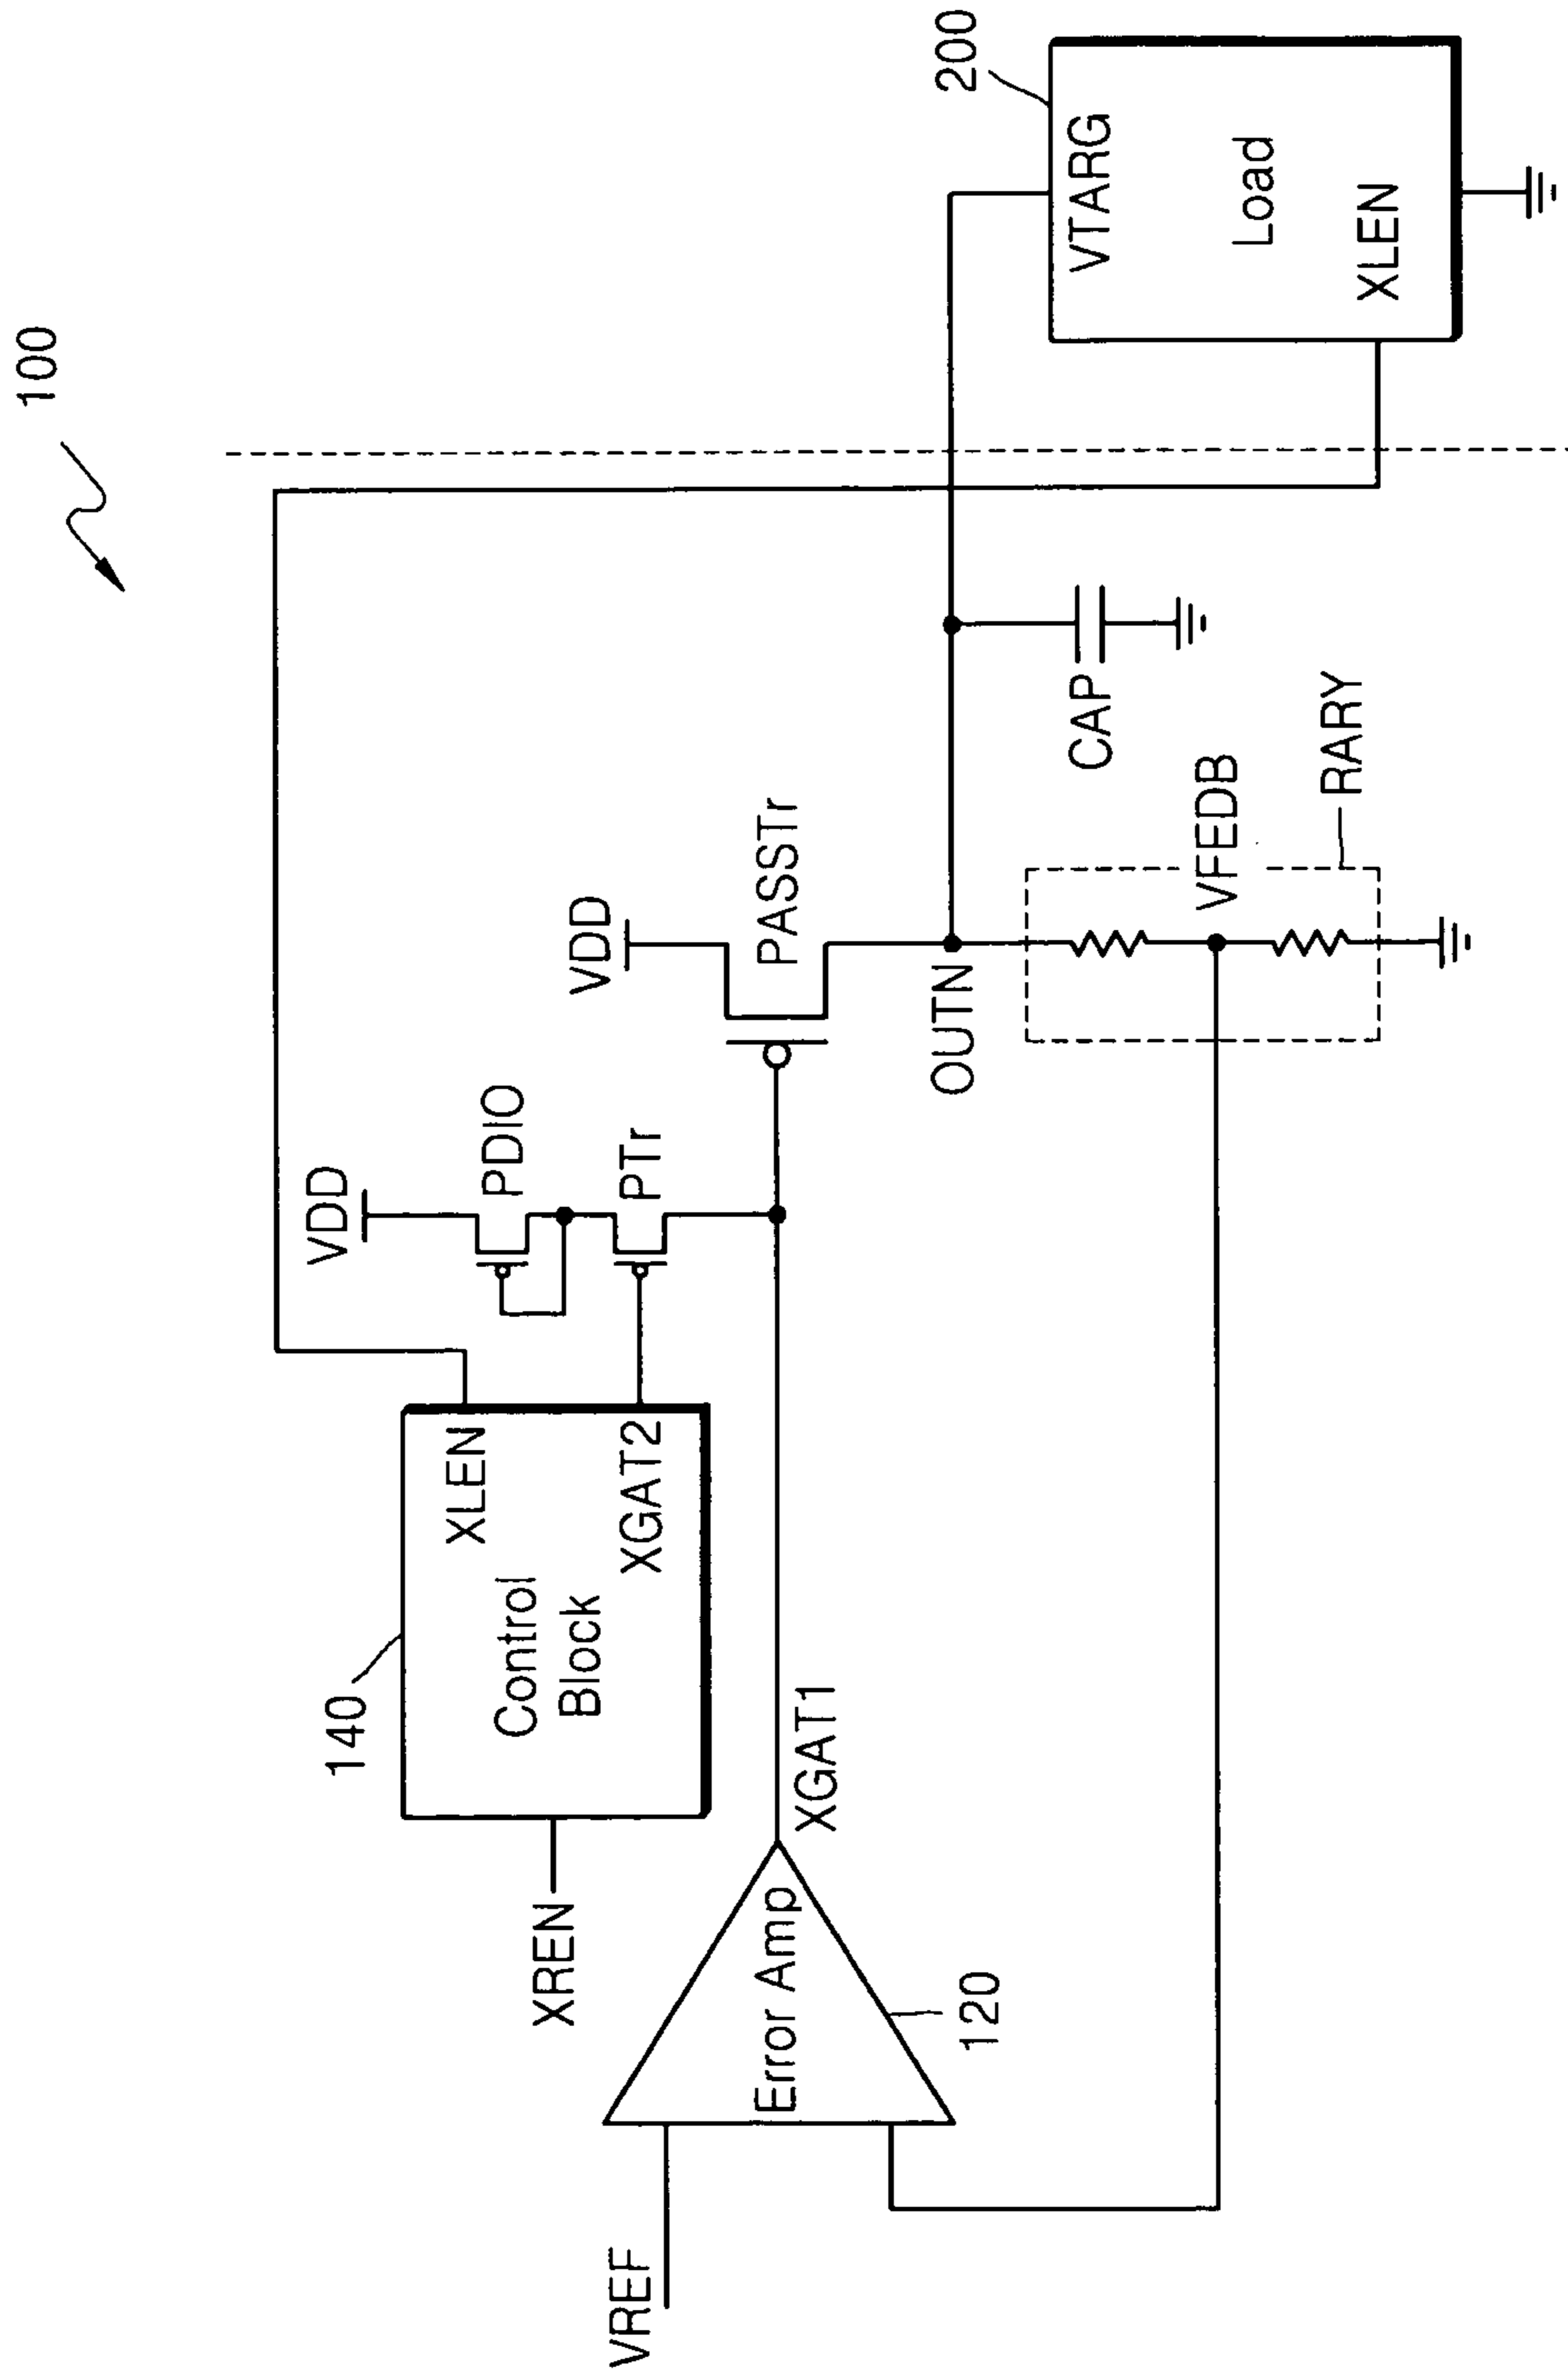 100
200
VTARG
Load
XLEN
VDD
PDIO
PTr
VDD
PASSTr
OUTN
CAP
VFEDB
RARY
140
XLEN
XGAT2
Control
Block
XREN
XGAT1
Error Amp
120
VREF